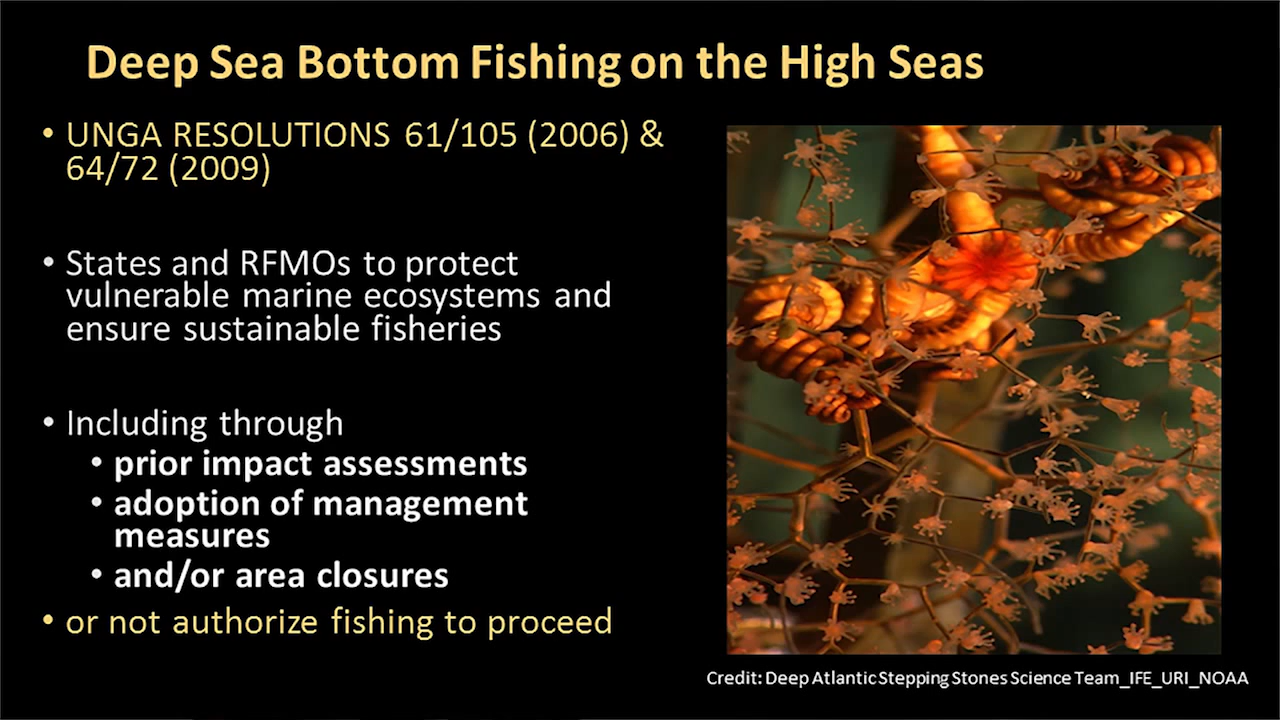 Deep Sea Bottom Fishing on the High Seas
• UNGA RESOLUTIONS 61/105 (2006) &
64/72 (2009)
• States and RFMOs to protect
vulnerable marine ecosystems and
ensure sustainable fisheries
• Including through
• prior impact assessments
• adoption of management
measures
• and/or area closures
• or not authorize fishing to proceed
Credit: Deep Atlantic Stepping Stones Science Team_IFE_URI_NOAA